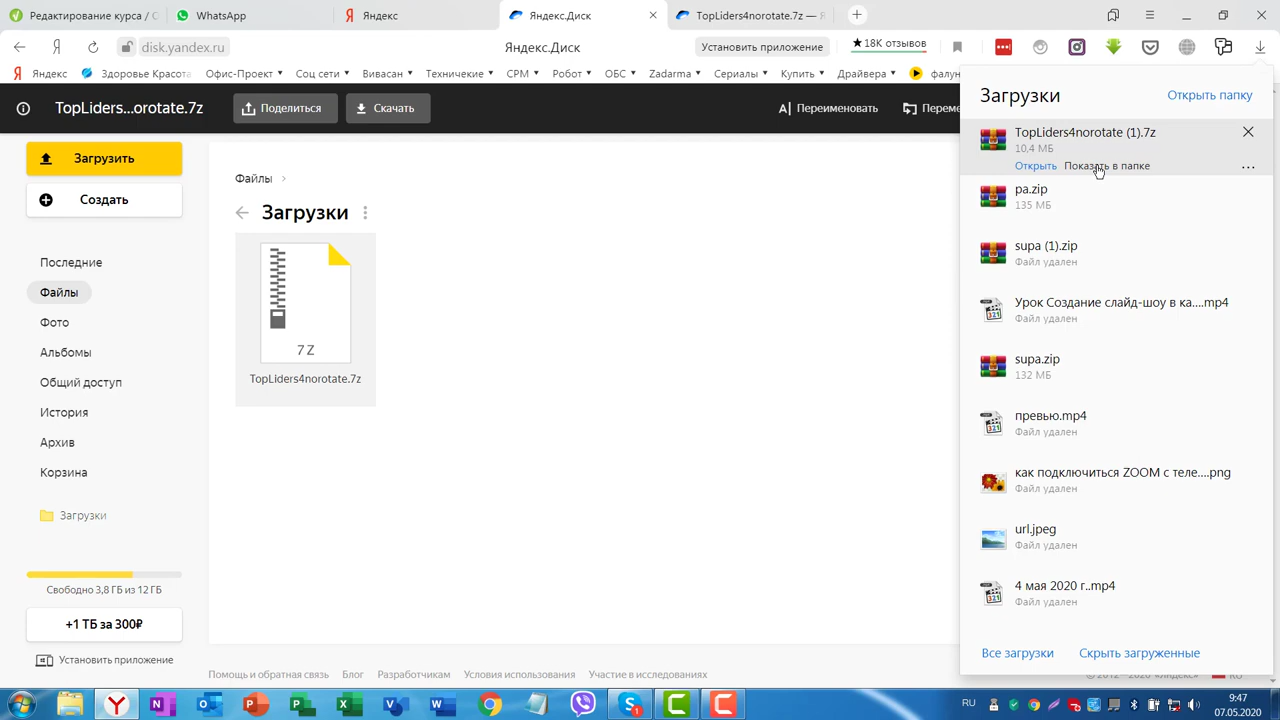 Редактирование курса / С
WhatsApp
Яндекс
Яндекс.Диск
TopLiders4norotate.7z — Я
disk.yandex.ru
Яндекс.Диск
Установить приложение
★18К отзывов
Яндекс
Здоровье Красота
Офис-Проект
Соц сети
Вивасан
Течникие
СРМ
Робот
ОБС
Zadarma
Сериалы
Купить
Драйвера
фалун
TopLiders...orotate.7z
Поделиться
Скачать
Переименовать
Переме
Загрузки
Открыть папку
TopLiders4norotate (1).7z
10,4 МБ
Открыть
Показать в папке
pa.zip
135 МБ
supa (1).zip
Файл удален
Урок Создание слайд-шоу в ка....mp4
Файл удален
supa.zip
132 МБ
превью.mp4
Файл удален
как подключиться ZOOM с теле....png
Файл удален
url.jpeg
Файл удален
4 мая 2020 г..mp4
Файл удален
Все загрузки
Скрыть загруженные
Загрузить
Создать
Последние
Файлы
Фото
Альбомы
Общий доступ
История
Архив
Корзина
Загрузки
Свободно 3,8 ГБ из 12 ГБ
+1 ТБ за 300₽
Установить приложение
Файлы
Загрузки
7Z
TopLiders4norotate.7z
Помощь и обратная связь
Блог
Разработчикам
Условия использования
Участие в исследованиях
RU
9:47
07.05.2020